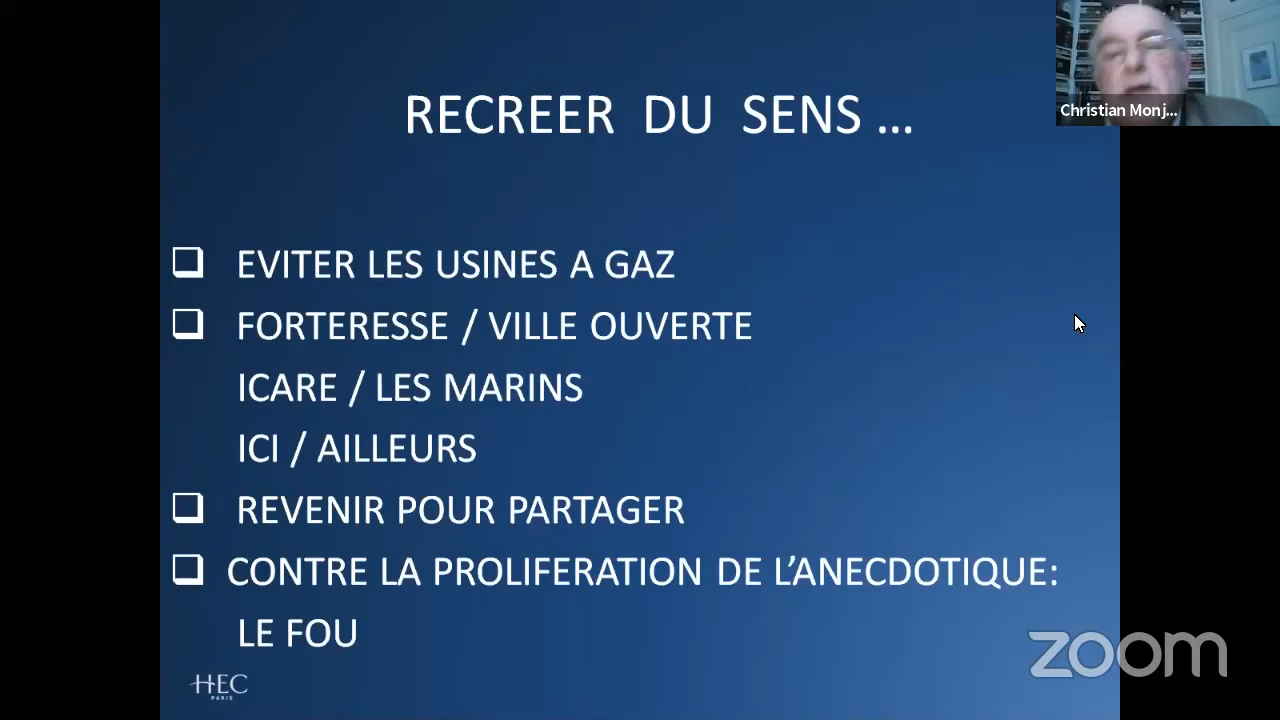 RECREER DU SENS ...
Christian Monj...
EVITER LES USINES A GAZ
FORTERESSE / VILLE OUVERTE
ICARE / LES MARINS
ICI / AILLEURS
REVENIR POUR PARTAGER
CONTRE LA PROLIFERATION DE L’ANECDOTIQUE:
LE FOU
HEC
PARIS
zoom